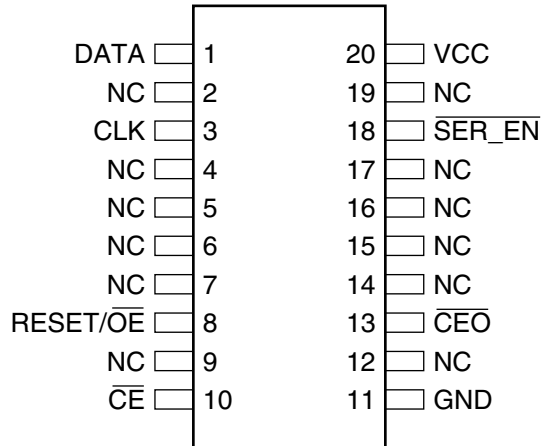 DATA 1 20 VCC
NC 2 19 NC
CLK 3 18 SER_EN
NC 4 17 NC
NC 5 16 NC
NC 6 15 NC
NC 7 14 NC
RESET/OE 8 13 CEO
NC 9 12 NC
CE 10 11 GND